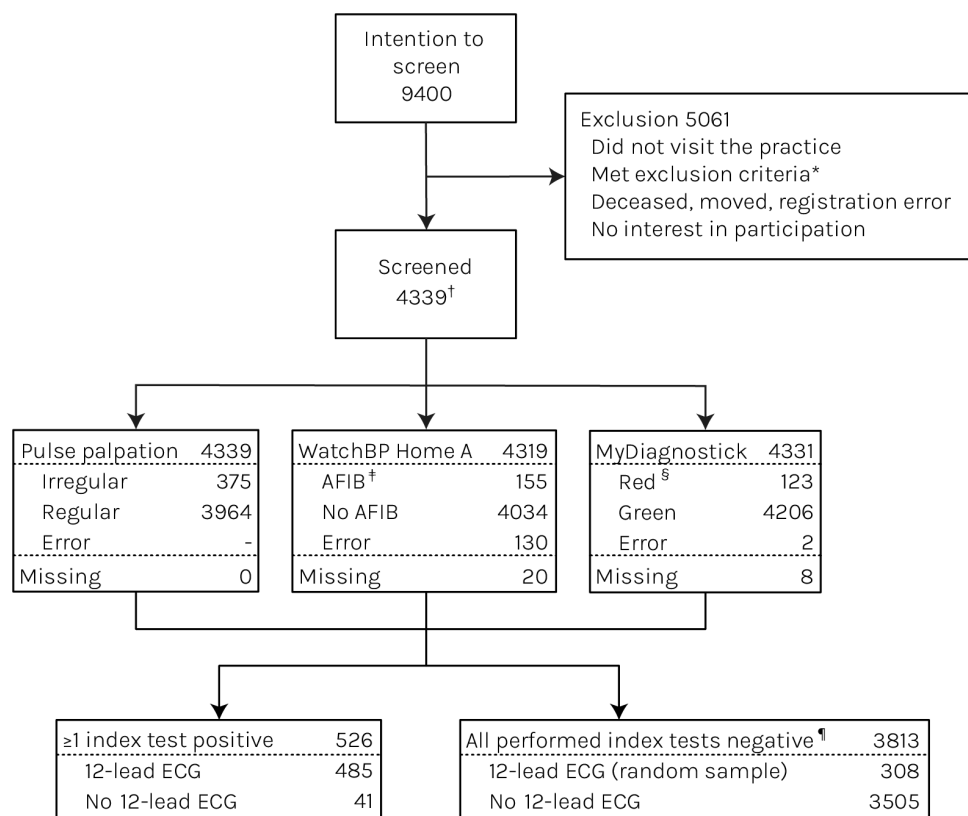 Intention to
screen
9400
Exclusion 5061
Did not visit the practice
Met exclusion criteria*
Deceased, moved, registration error
No interest in participation
Screened
4339†
Pulse palpation 4339
Irregular 375
Regular 3964
Error -
Missing 0
WatchBP Home A 4319
AFIB‡ 155
No AFIB 4034
Error 130
Missing 20
MyDiagnostick 4331
Red § 123
Green 4206
Error 2
Missing 8
≥1 index test positive 526
12-lead ECG 485
No 12-lead ECG 41
All performed index tests negative ¶ 3813
12-lead ECG (random sample) 308
No 12-lead ECG 3505